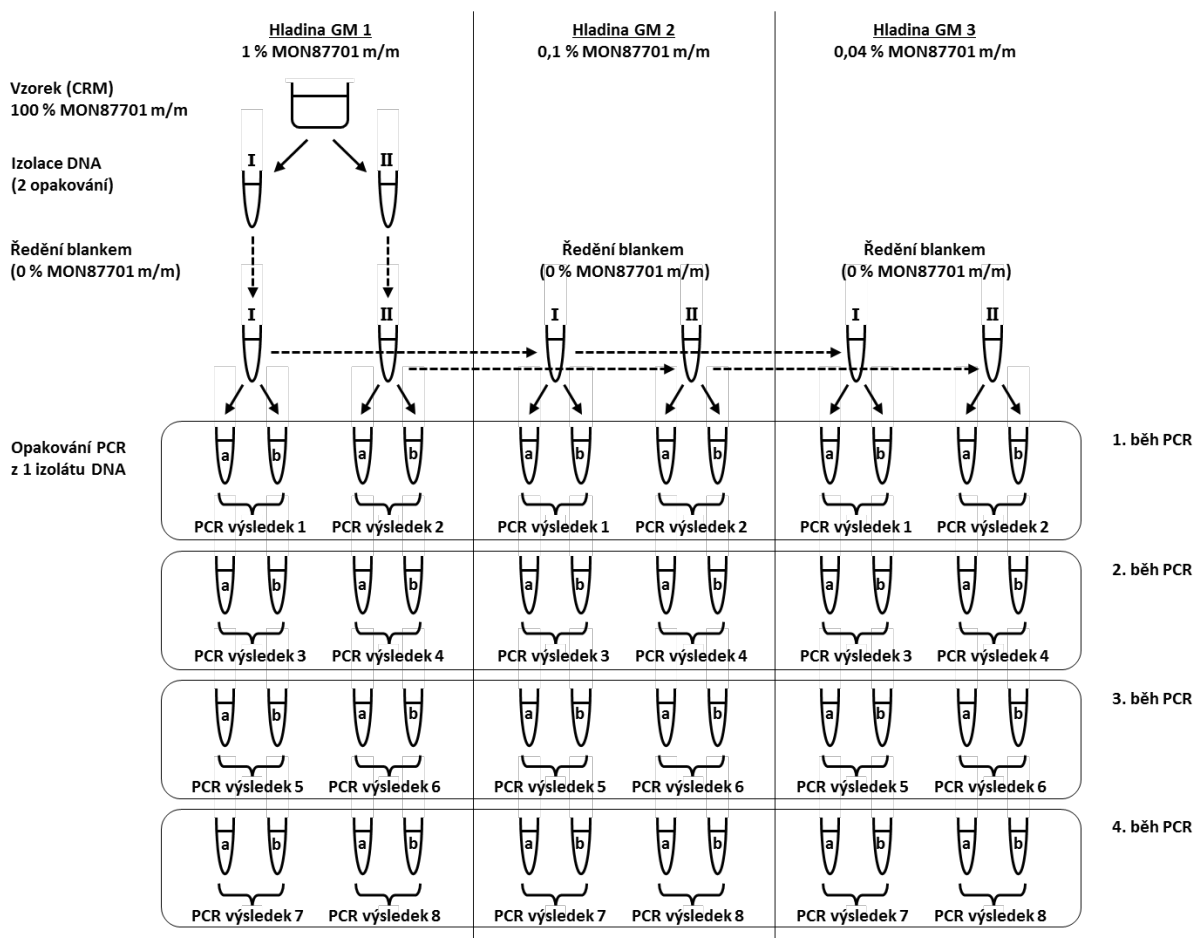 Hladina GM 1
1 % MON87701 m/m
Hladina GM 2
0,1 % MON87701 m/m
Hladina GM 3
0,04 % MON87701 m/m
Vzorek (CRM)
100 % MON87701 m/m
Izolace DNA
(2 opakování)
I II
Ředění blankem
(0 % MON87701 m/m)
Ředění blankem
(0 % MON87701 m/m)
Ředění blankem
(0 % MON87701 m/m)
I II I II I II
Opakování PCR
z 1 izolátu DNA
a b a b a b a b a b a b
1. běh PCR
PCR výsledek 1 PCR výsledek 2 PCR výsledek 1 PCR výsledek 2 PCR výsledek 1 PCR výsledek 2
a b a b a b a b a b a b
2. běh PCR
PCR výsledek 3 PCR výsledek 4 PCR výsledek 3 PCR výsledek 4 PCR výsledek 3 PCR výsledek 4
a b a b a b a b a b a b
3. běh PCR
PCR výsledek 5 PCR výsledek 6 PCR výsledek 5 PCR výsledek 6 PCR výsledek 5 PCR výsledek 6
a b a b a b a b a b a b
4. běh PCR
PCR výsledek 7 PCR výsledek 8 PCR výsledek 7 PCR výsledek 8 PCR výsledek 7 PCR výsledek 8